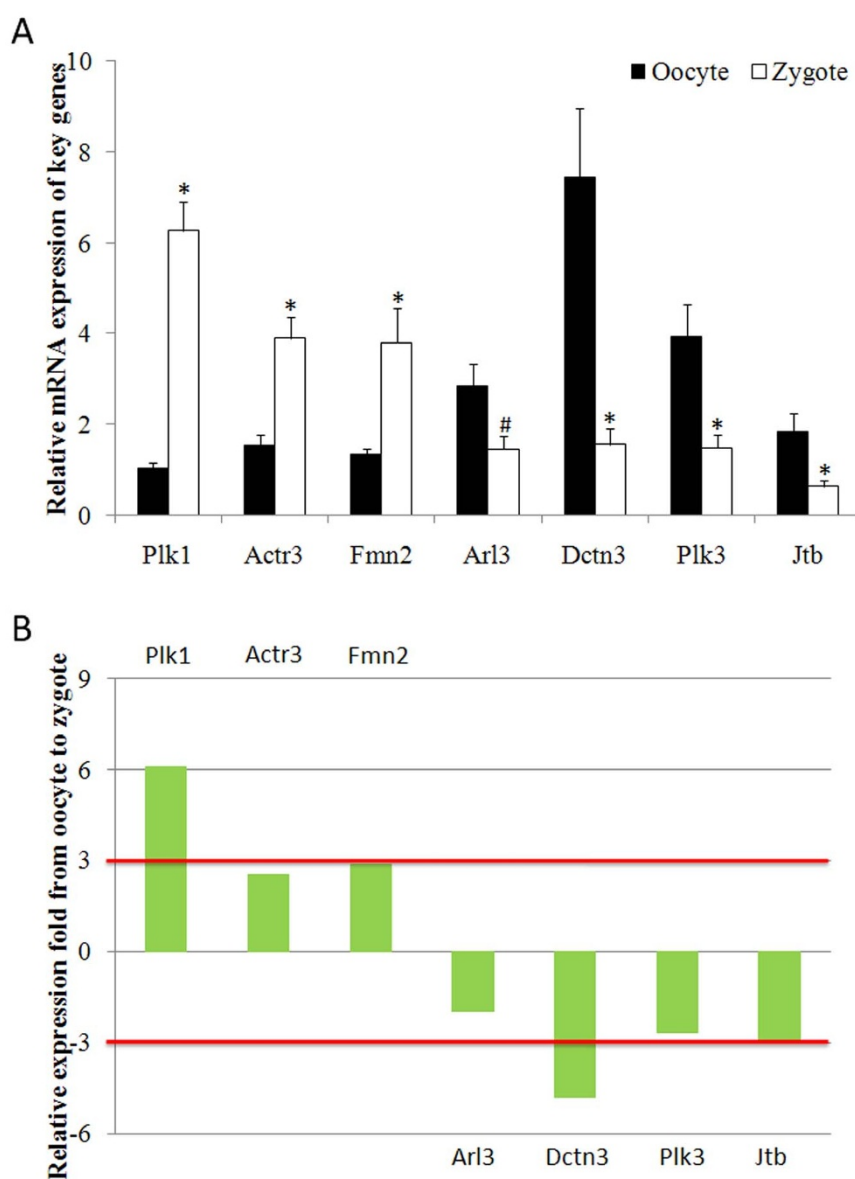 A
Relative mRNA expression of key genes
10
8
6
4
2
0
Oocyte Zygote
*
*
*
#
*
*
*
Plk1 Actr3 Fmn2 Arl3 Dctn3 Plk3 Jtb
B
Relative expression fold from oocyte to zygote
Plk1 Actr3 Fmn2
9
6
3
0
-3
-6
Arl3 Dctn3 Plk3 Jtb